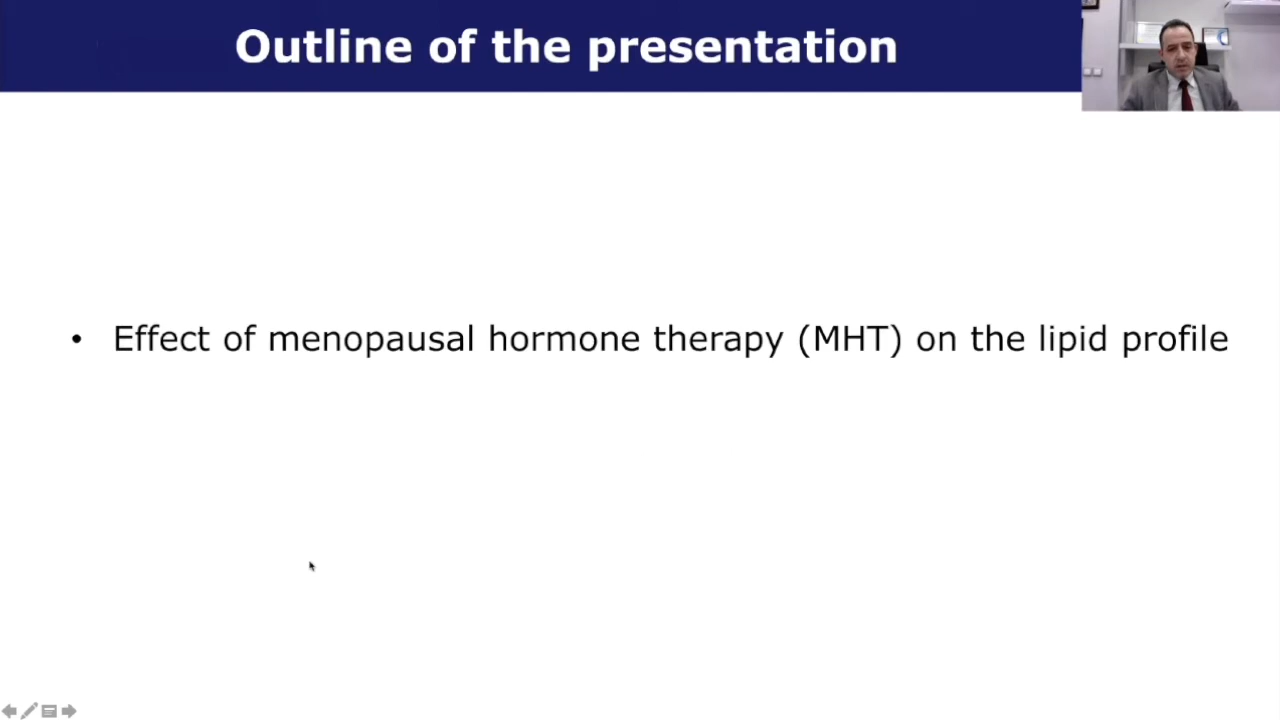 Outline of the presentation
• Effect of menopausal hormone therapy (MHT) on the lipid profile